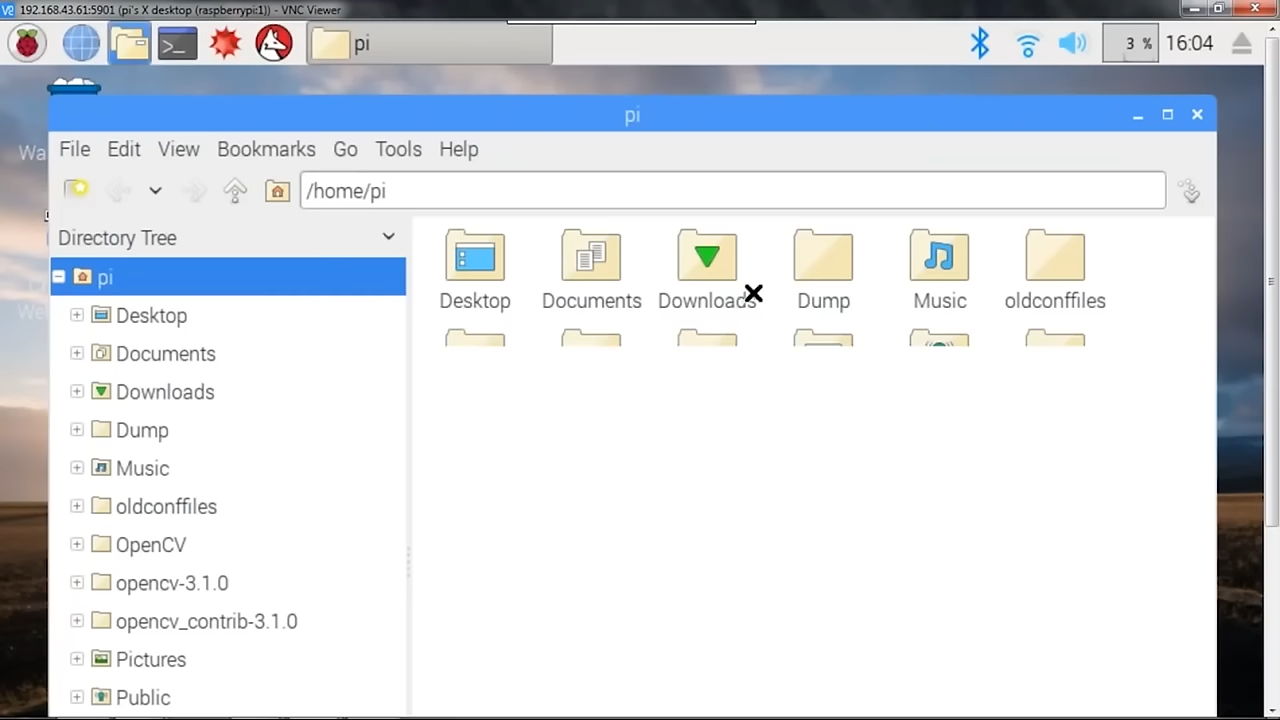 192.168.43.61:5901 (pi's X desktop (raspberrypi:1)) - VNC Viewer
pi
3 %
16:04
pi
File Edit View Bookmarks Go Tools Help
/home/pi
Directory Tree
pi
Desktop
Documents
Downloads
Dump
Music
oldconffiles
OpenCV
opencv-3.1.0
opencv_contrib-3.1.0
Pictures
Public
Desktop Documents Downloads Dump Music oldconffiles